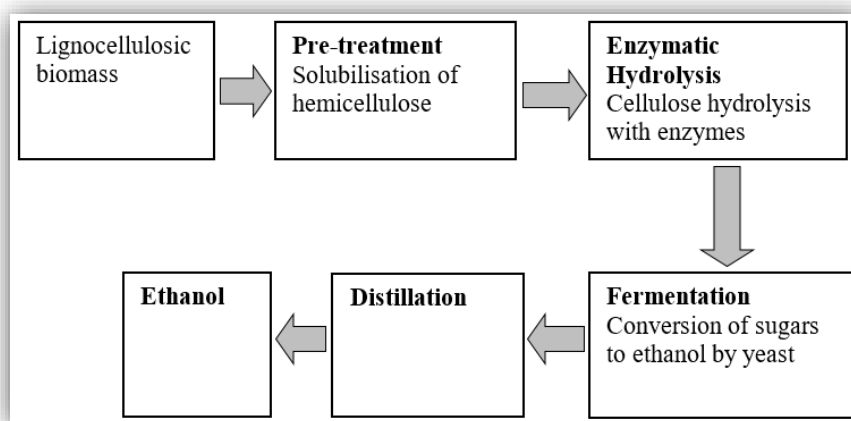 Lignocellulosic
biomass
Pre-treatment
Solubilisation of
hemicellulose
Enzymatic
Hydrolysis
Cellulose hydrolysis
with enzymes
Fermentation
Conversion of sugars
to ethanol by yeast
Distillation
Ethanol